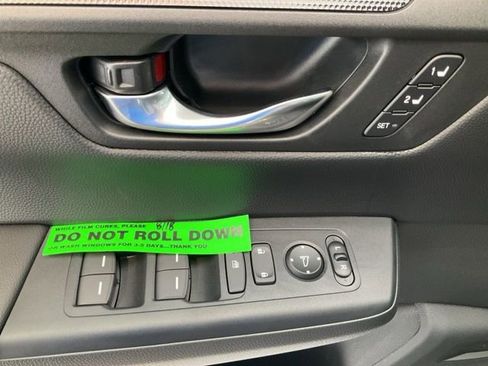 1
2
SET
WHILE FILM CURES, PLEASE 8/18
DO NOT ROLL DOWN
OR WASH WINDOWS FOR 3-5 DAYS...THANK YOU